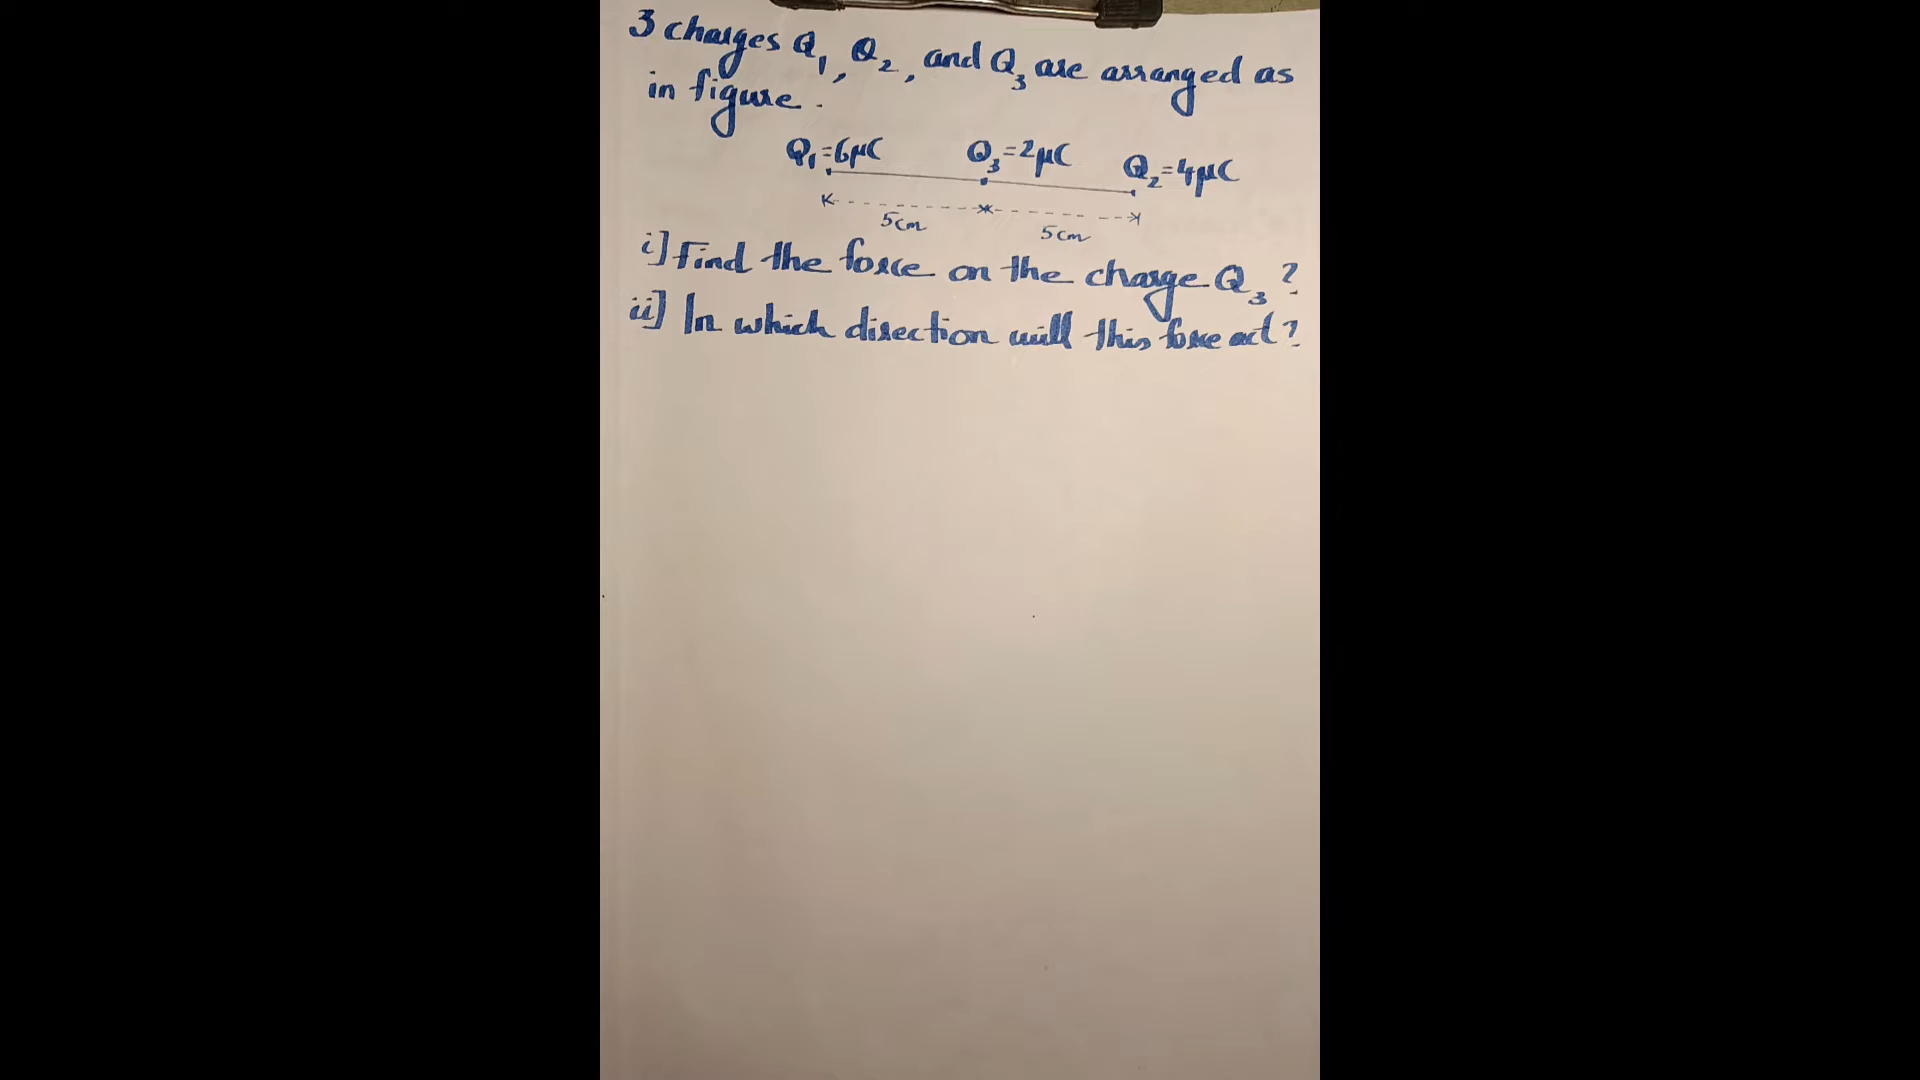 3 charges Q1, Q2, and Q3 are arranged as
in figure.
Q1=6μC Q3=2μC Q2=4μC
5cm 5cm
i] Find the force on the charge Q3?
ii] In which direction will this force act?